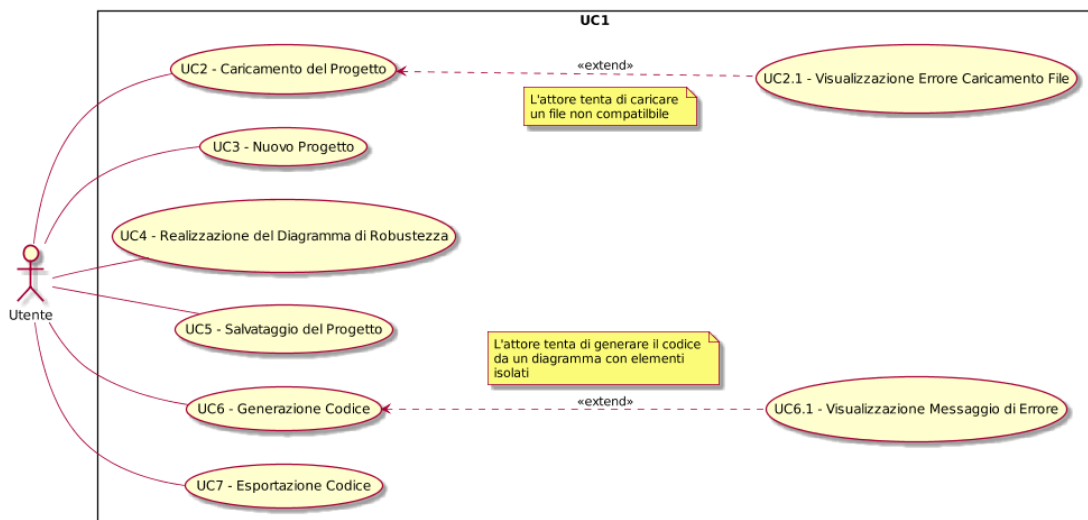 UC1
UC2 - Caricamento del Progetto
«extend»
UC2.1 - Visualizzazione Errore Caricamento File
L'attore tenta di caricare
un file non compatilbile
UC3 - Nuovo Progetto
UC4 - Realizzazione del Diagramma di Robustezza
Utente
UC5 - Salvataggio del Progetto
L'attore tenta di generare il codice
da un diagramma con elementi
isolati
UC6 - Generazione Codice
«extend»
UC6.1 - Visualizzazione Messaggio di Errore
UC7 - Esportazione Codice